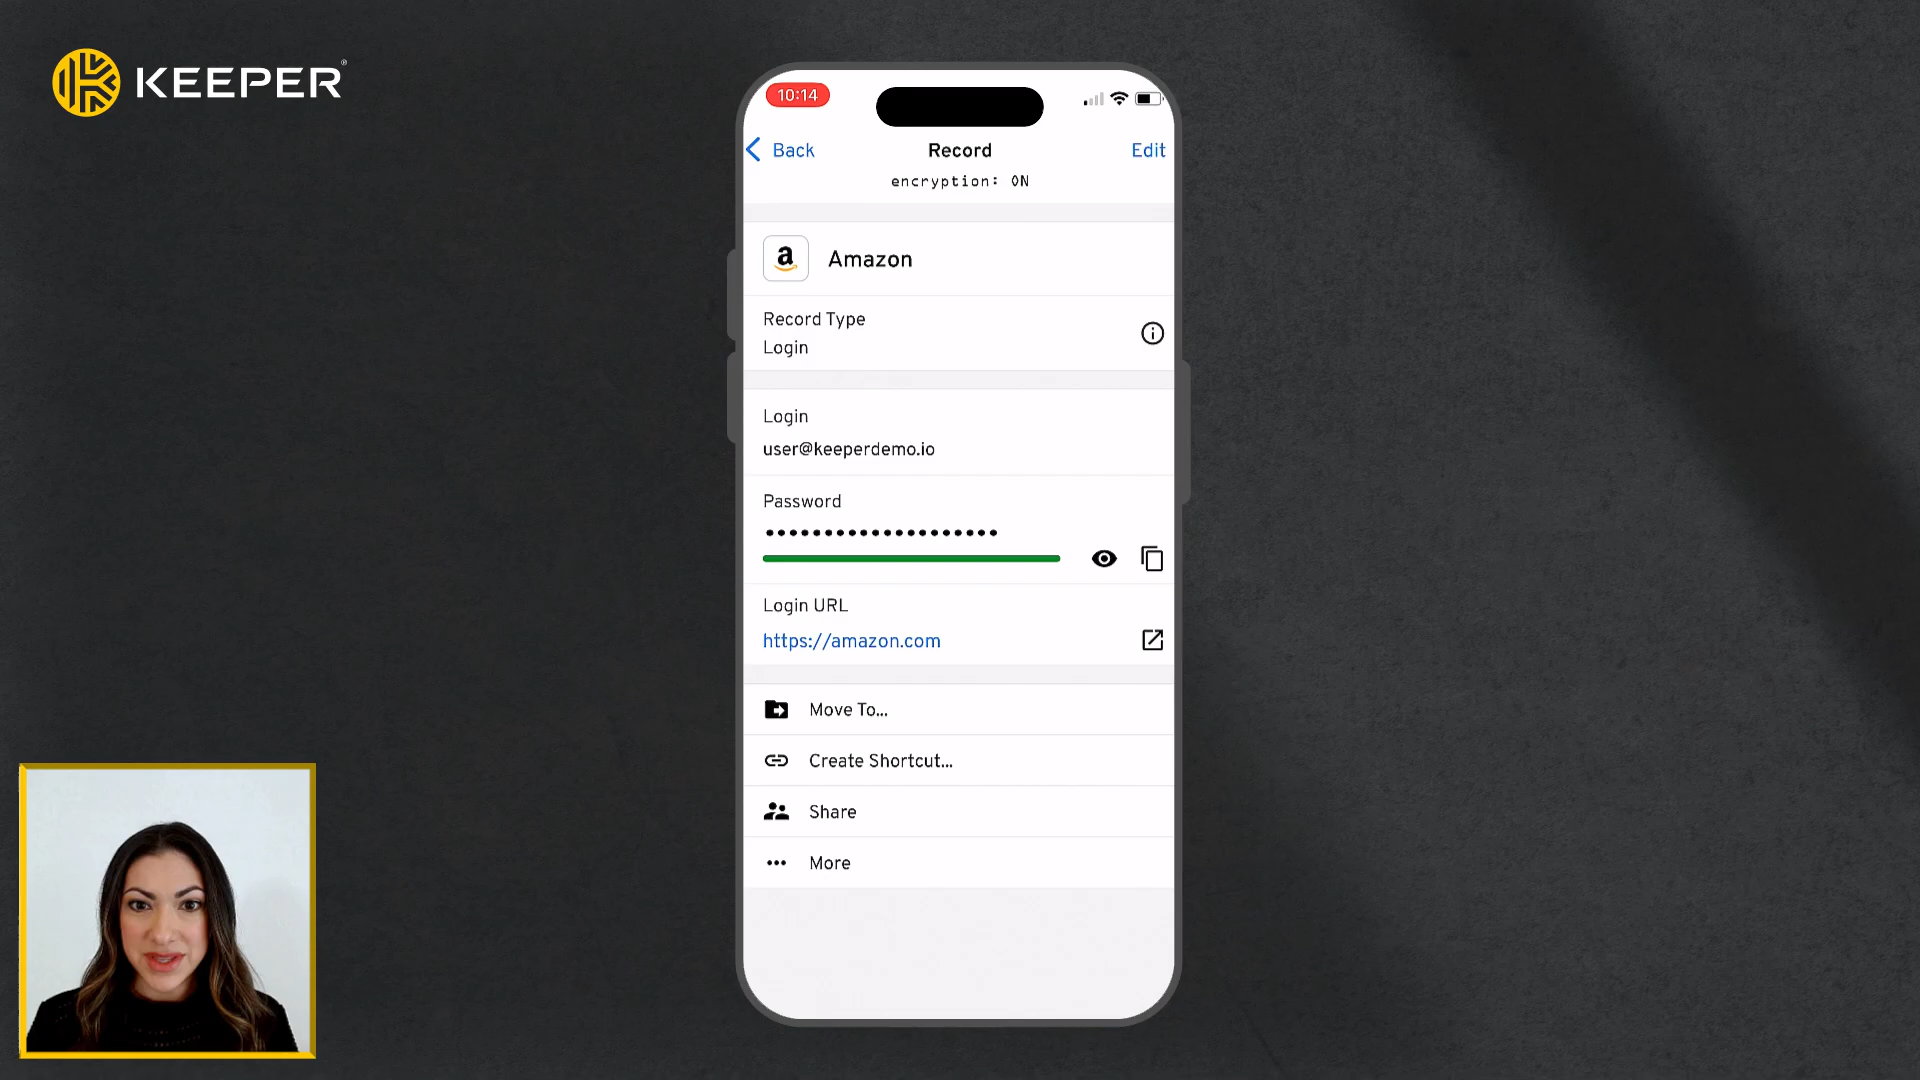 KEEPER®
10:14
Back
Record
Edit
encryption: ON
a
Amazon
Record Type
Login
Login
user@keeperdemo.io
Password
••••••••••••••••••••
Login URL
https://amazon.com
Move To...
Create Shortcut...
Share
More